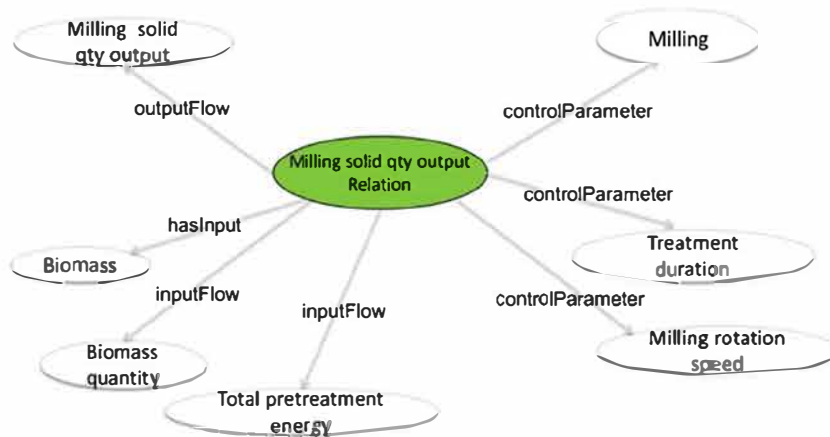 Milling solid
qty output
Milling
outputFlow
controlParameter
Milling solid qty output
Relation
controlParameter
hasInput
Biomass
Treatment
duration
inputFlow
inputFlow
controlParameter
Biomass
quantity
Milling rotation
speed
Total pretreatment
energy